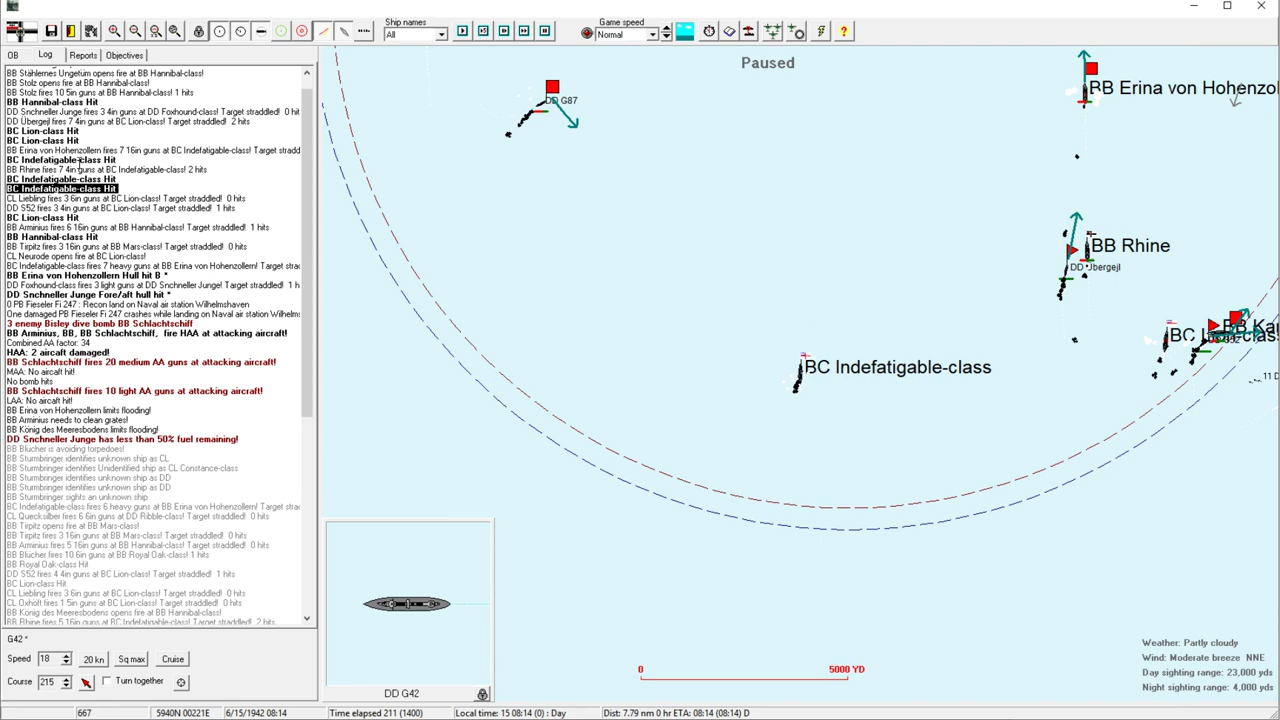 Ship names
Game speed
All
Normal
OB
Log
Reports
Objectives
BB Stählernes Ungetüm opens fire at BB Hannibal-class!
BB Stolz opens fire at BB Hannibal-class!
BB Stolz fires 10 5in guns at BB Hannibal-class! 1 hits
BB Hannibal-class Hit
DD Snchneller Junge fires 3 4in guns at DD Foxhound-class! Target straddled! 0 hit
DD Übergejl fires 7 4in guns at BC Lion-class! Target straddled! 2 hits
BC Lion-class Hit
BC Lion-class Hit
BB Erina von Hohenzollern fires 7 16in guns at BC Indefatigable-class! Target stradd
BC Indefatigable-class Hit
BB Rhine fires 7 4in guns at BC Indefatigable-class! 2 hits
BC Indefatigable-class Hit
BC Indefatigable-class Hit
CL Liebling fires 3 6in guns at BC Lion-class! Target straddled! 0 hits
DD S52 fires 3 4in guns at BC Lion-class! Target straddled! 1 hits
BC Lion-class Hit
BB Arminius fires 6 16in guns at BB Hannibal-class! Target straddled! 1 hits
BB Hannibal-class Hit
BB Tirpitz fires 3 16in guns at BB Mars-class! Target straddled! 0 hits
CL Neurode opens fire at BC Lion-class!
BC Indefatigable-class fires 7 heavy guns at BB Erina von Hohenzollern! Target strac
BB Erina von Hohenzollern Hull hit B *
DD Foxhound-class fires 3 light guns at DD Snchneller Junge! Target straddled! 1 h
DD Snchneller Junge Fore/aft hull hit *
0 PB Fieseler Fi 247 : Recon land on Naval air station Wilhelmshaven
One damaged PB Fieseler Fi 247 crashes while landing on Naval air station Wilhelms
3 enemy Bisley dive bomb BB Schlachtschiff
BB Arminius, BB, BB Schlachtschiff, fire HAA at attacking aircraft!
Combined AA factor: 34
HAA: 2 aircaft damaged!
BB Schlachtschiff fires 20 medium AA guns at attacking aircraft!
MAA: No aircaft hit!
No bomb hits
BB Schlachtschiff fires 10 light AA guns at attacking aircraft!
LAA: No aircaft hit!
BB Erina von Hohenzollern limits flooding!
BB Arminius needs to clean grates!
BB König des Meeresbodens limits flooding!
DD Snchneller Junge has less than 50% fuel remaining!
BB Blücher is avoiding torpedoes!
BB Sturmbringer identifies unknown ship as CL
BB Sturmbringer identifies Unidentified ship as CL Constance-class
BB Sturmbringer identifies unknown ship as DD
BB Sturmbringer identifies unknown ship as DD
BB Sturmbringer sights an unknown ship
BC Indefatigable-class fires 6 heavy guns at BB Erina von Hohenzollern! Target strac
CL Quecksilber fires 6 6in guns at DD Ribble-class! Target straddled! 0 hits
BB Tirpitz opens fire at BB Mars-class!
BB Tirpitz fires 3 16in guns at BB Mars-class! Target straddled! 0 hits
BB Arminius fires 5 16in guns at BB Hannibal-class! Target straddled! 0 hits
BB Blücher fires 10 6in guns at BB Royal Oak-class! 1 hits
BB Royal Oak-class Hit
DD S52 fires 4 4in guns at BC Lion-class! Target straddled! 1 hits
BC Lion-class Hit
CL Liebling fires 3 6in guns at BC Lion-class! Target straddled! 0 hits
CL Oxhöft fires 1 5in guns at BC Lion-class! Target straddled! 0 hits
BB König des Meeresbodens opens fire at BB Hannibal-class!
BB Rhine fires 5 16in guns at BC Indefatigable-class! Target straddled! 2 hits
G42 *
Speed 18 20 kn Sq max Cruise
Course 215 Turn together
Paused
DD G87
BB Erina von Hohenzol
BB Rhine
DD Übergejl
BC Indefatigable-class
BB Ka
11 D
DD G42
0 5000 YD
Weather: Partly cloudy
Wind: Moderate breeze NNE
Day sighting range: 23,000 yds
Night sighting range: 4,000 yds
667 5940N 00221E 6/15/1942 08:14 Time elapsed 211 (1400) Local time: 15 08:14 (0) : Day Dist: 7.79 nm 0 hr ETA: 08:14 (08:14) D